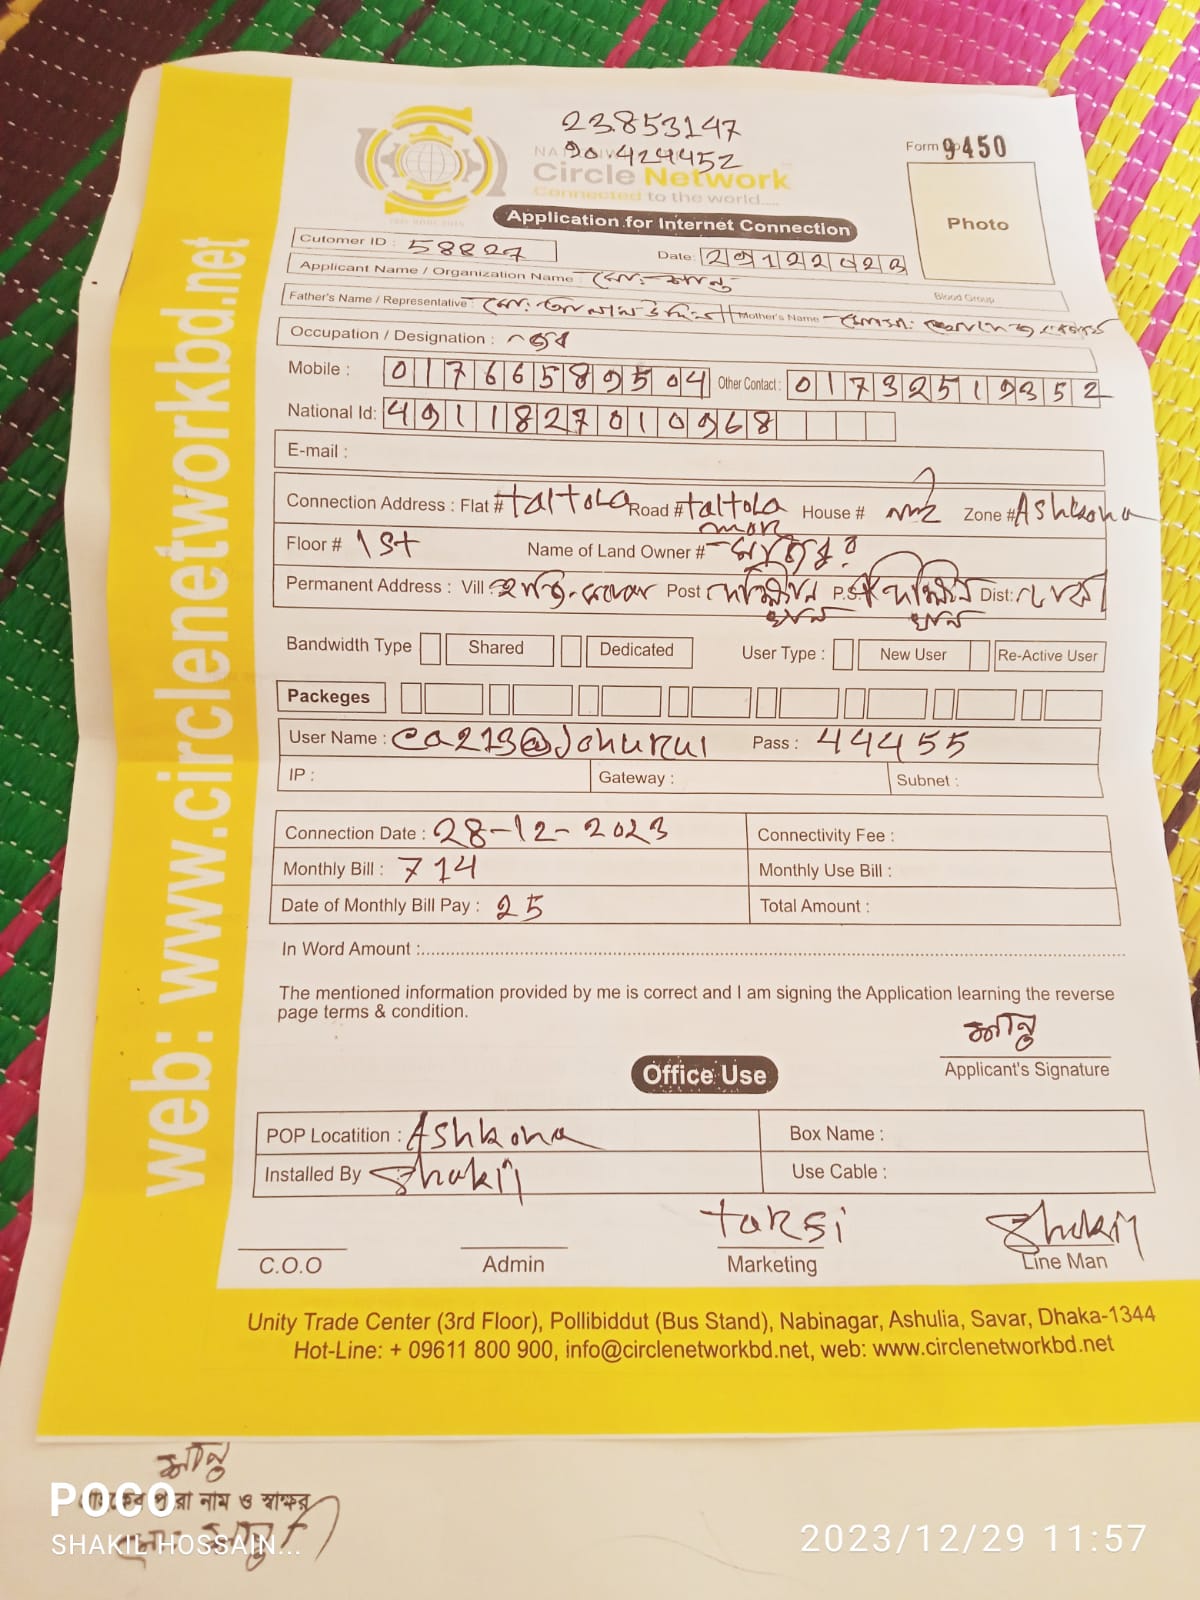 23853147
90.424452
Circle Network
Connected to the world.....
Form 9450
Photo
Application for Internet Connection
Cutomer ID : 58827
Date: 29122023
Applicant Name / Organization Name :
Blood Group
Father's Name / Representative :
Mother's Name
Occupation / Designation :
Mobile : 01766589504 Other Contact : 01732519352
National Id: 4911827010968
E-mail :
Connection Address : Flat # taltola Road # taltola mor House # Zone # Ashkona
Floor # 1st Name of Land Owner #
Permanent Address : Vill : Post P.S Dist:
Bandwidth Type Shared Dedicated User Type : New User Re-Active User
Packeges
User Name : Ca213@Johurul Pass : 44455
IP : Gateway : Subnet :
Connection Date : 28-12-2023 Connectivity Fee :
Monthly Bill : 714 Monthly Use Bill :
Date of Monthly Bill Pay : 25 Total Amount :
In Word Amount :
The mentioned information provided by me is correct and I am signing the Application learning the reverse
page terms & condition.
Applicant's Signature
Office Use
POP Locatition : Ashkona Box Name :
Installed By Shakil Use Cable :
C.O.O Admin Marketing Line Man
Unity Trade Center (3rd Floor), Pollibiddut (Bus Stand), Nabinagar, Ashulia, Savar, Dhaka-1344
Hot-Line: + 09611 800 900, info@circlenetworkbd.net, web: www.circlenetworkbd.net
web: www.circlenetworkbd.net
নাম ও স্বাক্ষর
POCO
SHAKIL HOSSAIN...
2023/12/29 11:57